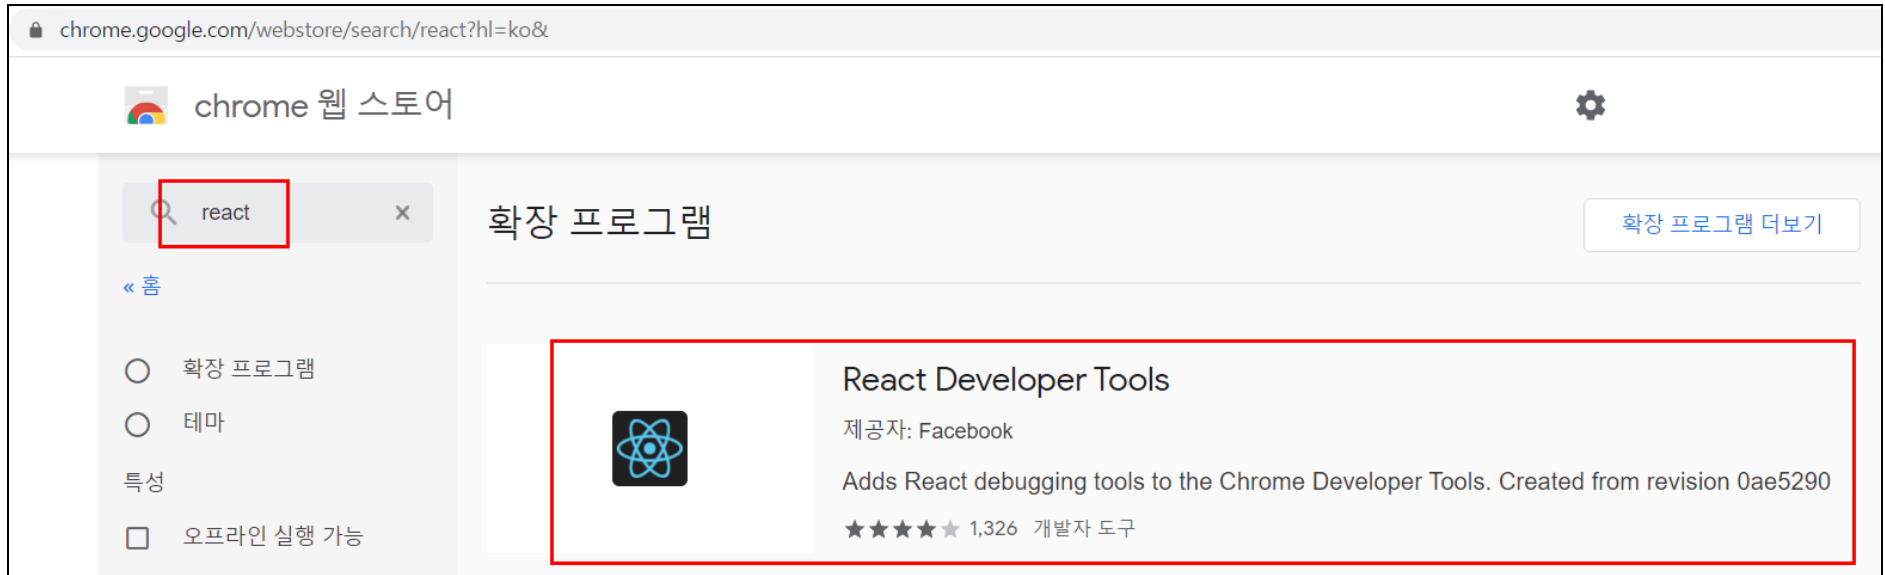 chrome.google.com/webstore/search/react?hl=ko&
chrome 웹 스토어
react
« 홈
확장 프로그램
테마
특성
오프라인 실행 가능
확장 프로그램
확장 프로그램 더보기
React Developer Tools
제공자: Facebook
Adds React debugging tools to the Chrome Developer Tools. Created from revision 0ae5290
1,326 개발자 도구